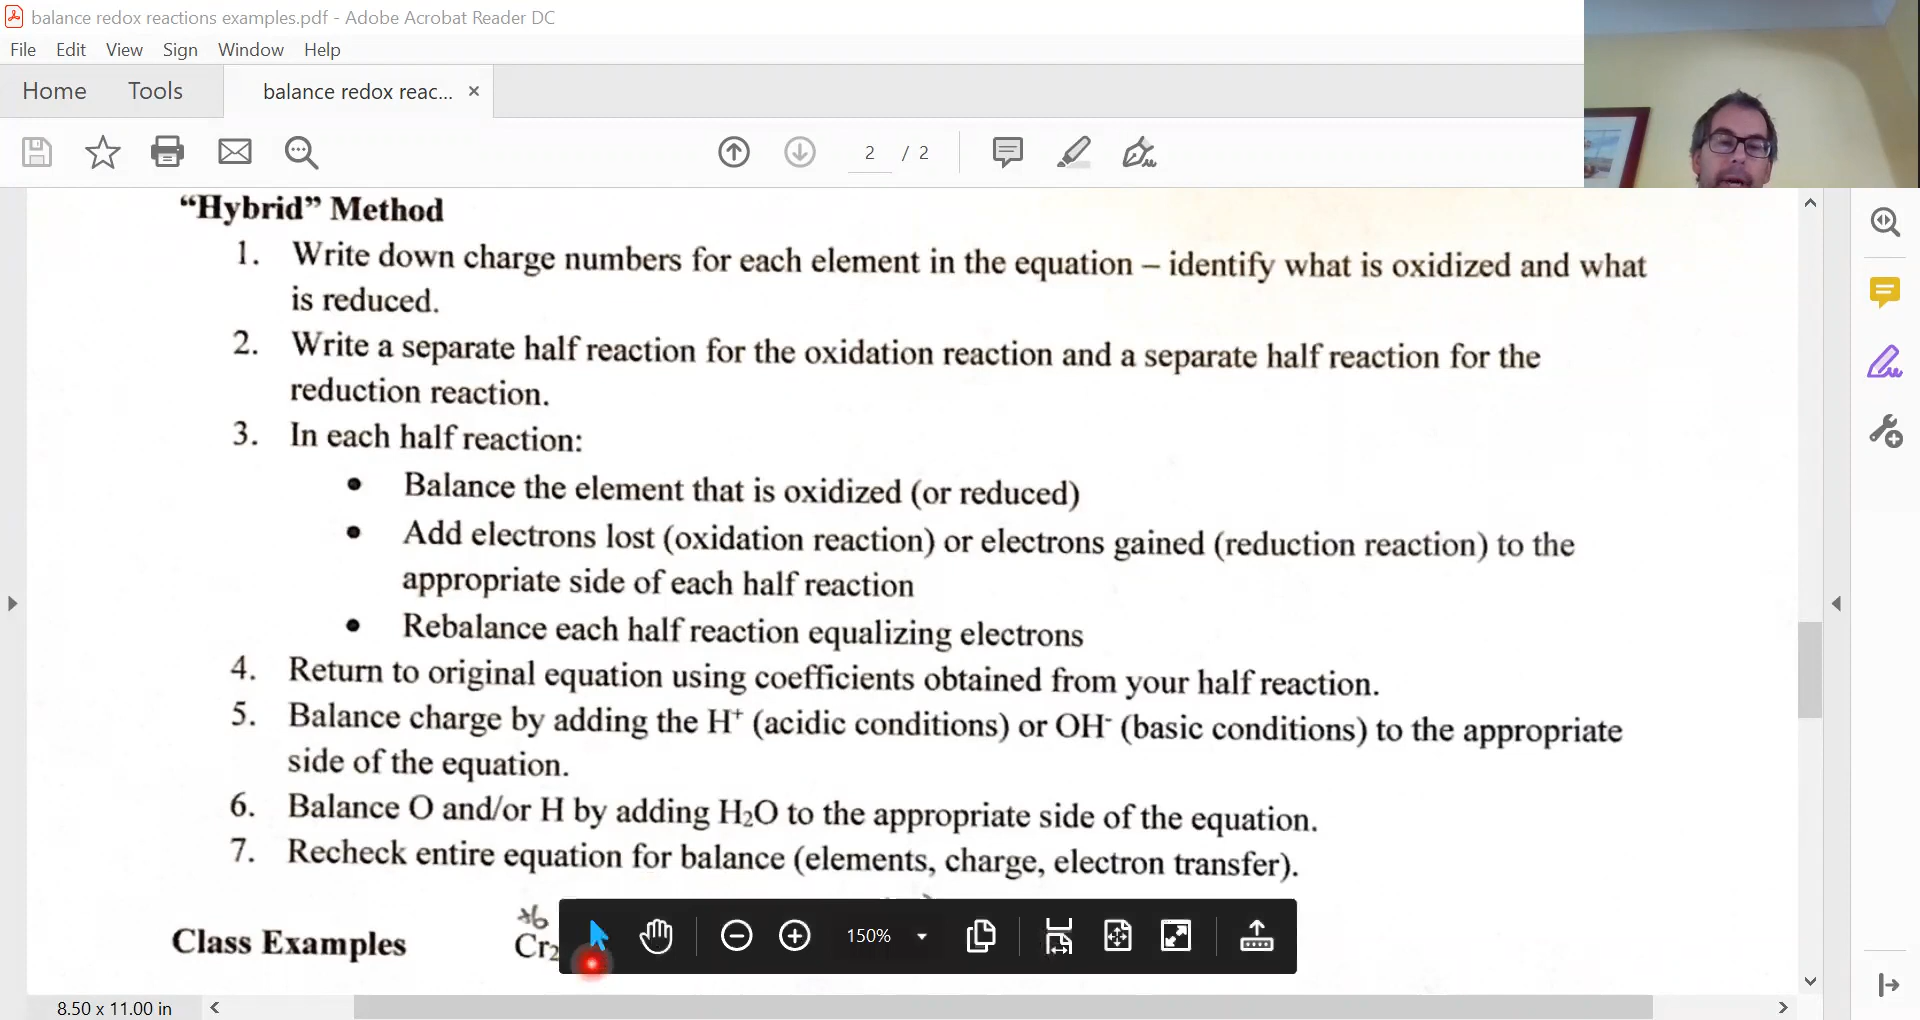 balance redox reactions examples.pdf - Adobe Acrobat Reader DC
File Edit View Sign Window Help
Home Tools balance redox reac... ×
2 / 2
“Hybrid” Method
1. Write down charge numbers for each element in the equation – identify what is oxidized and what
is reduced.
2. Write a separate half reaction for the oxidation reaction and a separate half reaction for the
reduction reaction.
3. In each half reaction:
• Balance the element that is oxidized (or reduced)
• Add electrons lost (oxidation reaction) or electrons gained (reduction reaction) to the
appropriate side of each half reaction
• Rebalance each half reaction equalizing electrons
4. Return to original equation using coefficients obtained from your half reaction.
5. Balance charge by adding the H⁺ (acidic conditions) or OH⁻ (basic conditions) to the appropriate
side of the equation.
6. Balance O and/or H by adding H₂O to the appropriate side of the equation.
7. Recheck entire equation for balance (elements, charge, electron transfer).
+6
Class Examples Cr₂
150%
8.50 x 11.00 in